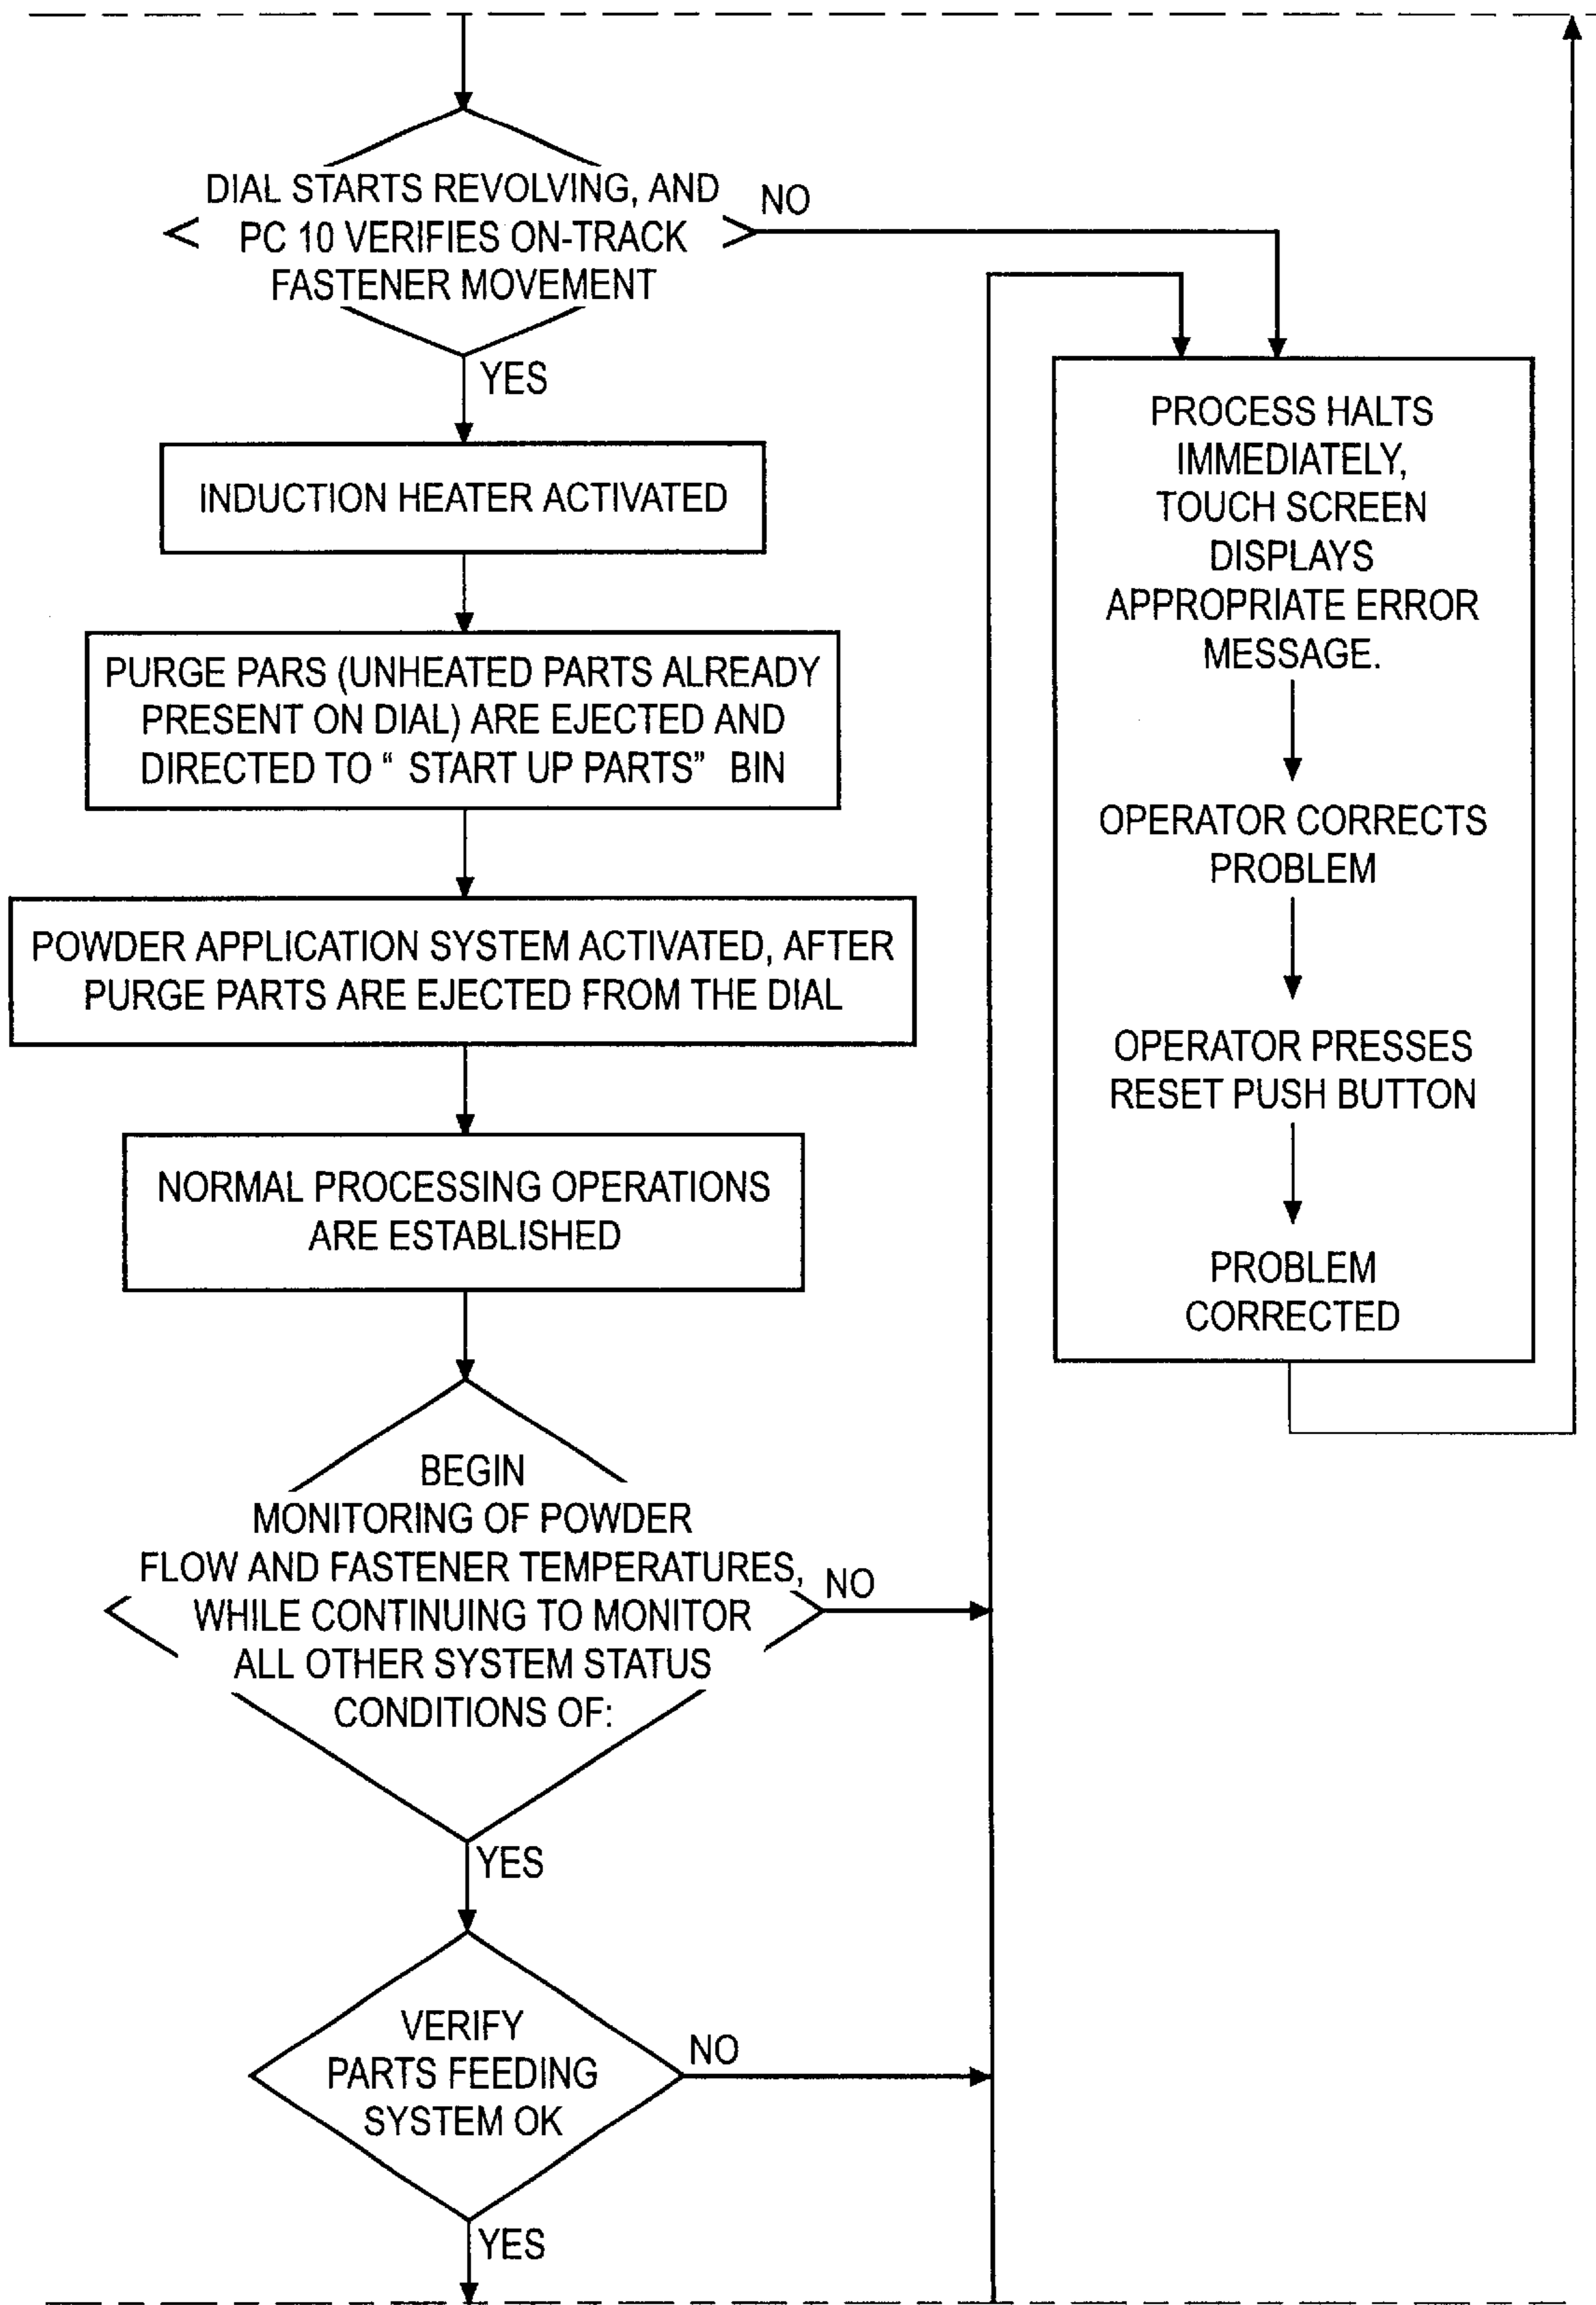 DIAL STARTS REVOLVING, AND
PC 10 VERIFIES ON-TRACK
FASTENER MOVEMENT
NO
YES
INDUCTION HEATER ACTIVATED
PURGE PARS (UNHEATED PARTS ALREADY
PRESENT ON DIAL) ARE EJECTED AND
DIRECTED TO “ START UP PARTS” BIN
POWDER APPLICATION SYSTEM ACTIVATED, AFTER
PURGE PARTS ARE EJECTED FROM THE DIAL
NORMAL PROCESSING OPERATIONS
ARE ESTABLISHED
BEGIN
MONITORING OF POWDER
FLOW AND FASTENER TEMPERATURES,
WHILE CONTINUING TO MONITOR
ALL OTHER SYSTEM STATUS
CONDITIONS OF:
NO
YES
VERIFY
PARTS FEEDING
SYSTEM OK
NO
YES
PROCESS HALTS
IMMEDIATELY,
TOUCH SCREEN
DISPLAYS
APPROPRIATE ERROR
MESSAGE.
OPERATOR CORRECTS
PROBLEM
OPERATOR PRESSES
RESET PUSH BUTTON
PROBLEM
CORRECTED